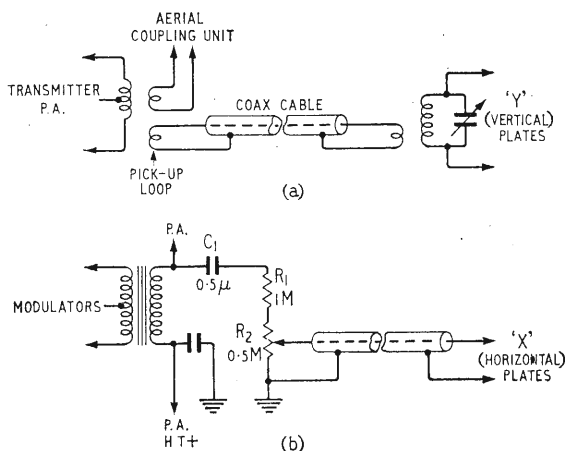 AERIAL
COUPLING UNIT
TRANSMITTER
P.A.
COAX CABLE
'Y'
(VERTICAL)
PLATES
PICK-UP
LOOP
(a)
P.A.
C₁
0·5μ
R₁
1M
MODULATORS
R₂
0·5M
'X'
(HORIZONTAL)
PLATES
P.A.
HT+
(b)